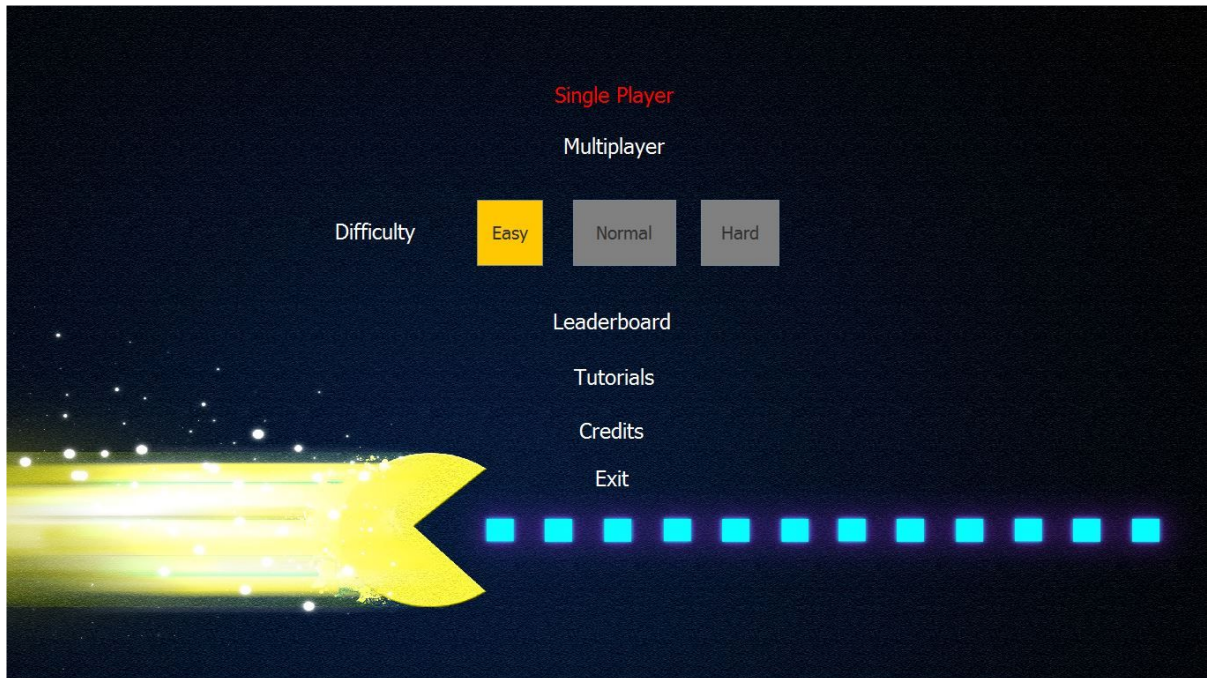 Single Player
Multiplayer
Difficulty Easy Normal Hard
Leaderboard
Tutorials
Credits
Exit